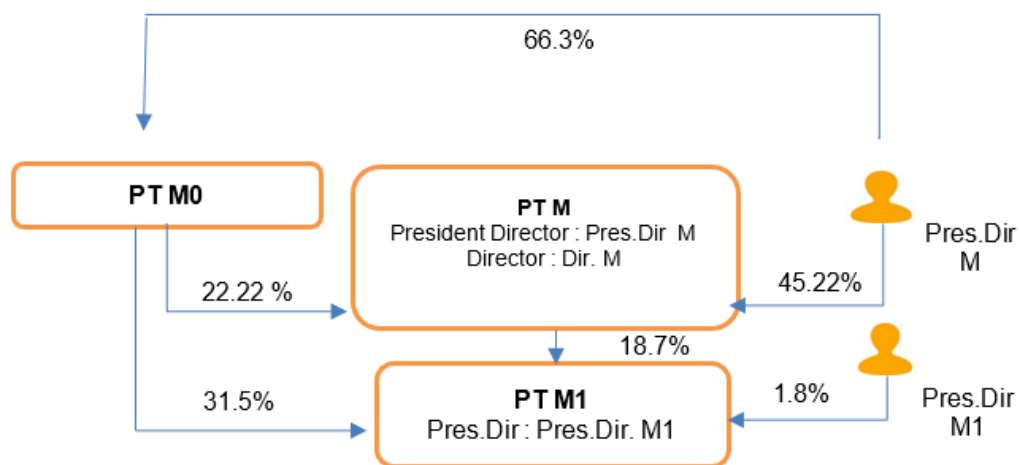 66.3%
PT M0
PT M
President Director : Pres.Dir M
Director : Dir. M
Pres.Dir
M
22.22 %
45.22%
18.7%
31.5%
PT M1
Pres.Dir : Pres.Dir. M1
1.8%
Pres.Dir
M1